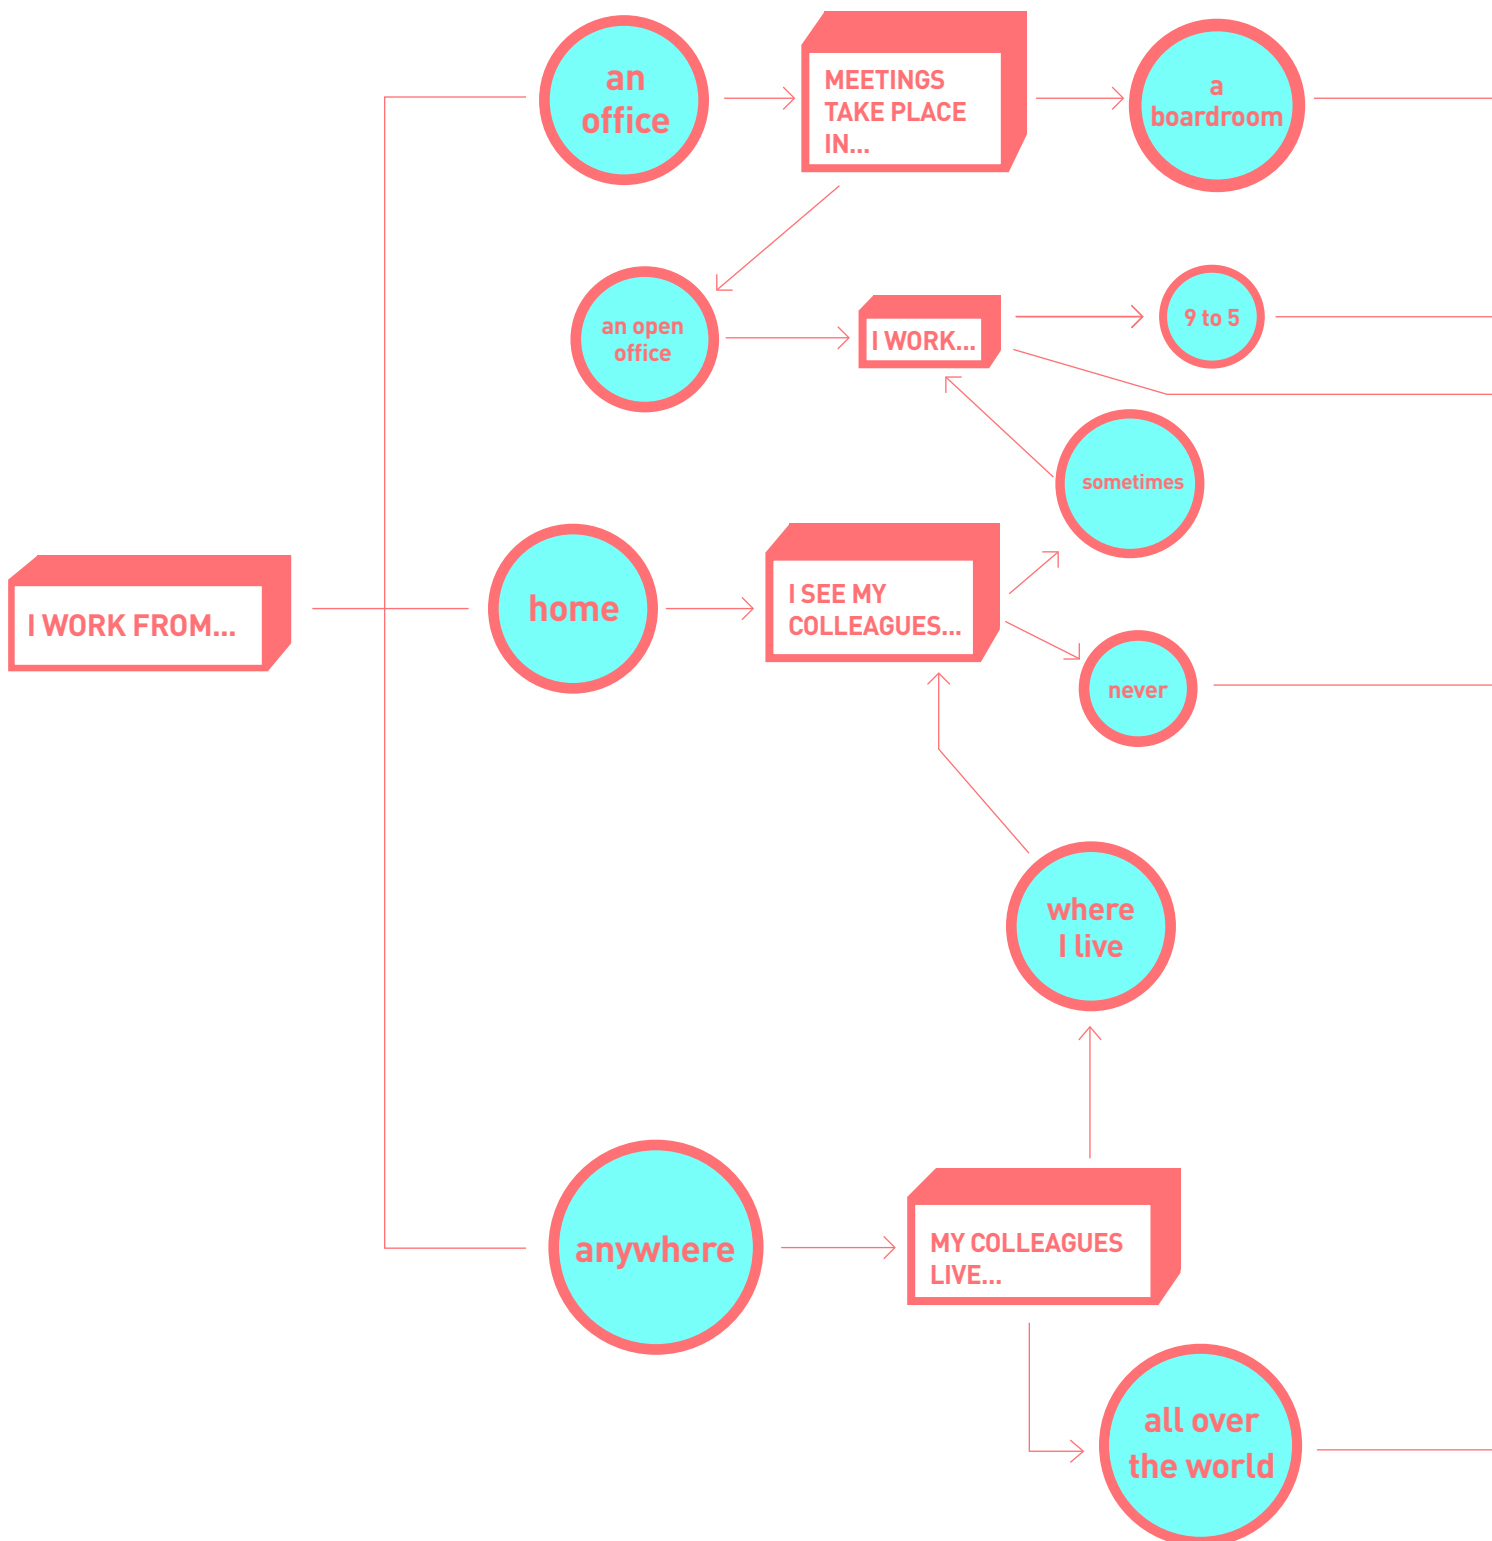 an
office
MEETINGS
TAKE PLACE
IN...
a
boardroom
an open
office
I WORK...
9 to 5
sometimes
I WORK FROM...
home
I SEE MY
COLLEAGUES...
never
where
I live
anywhere
MY COLLEAGUES
LIVE...
all over
the world